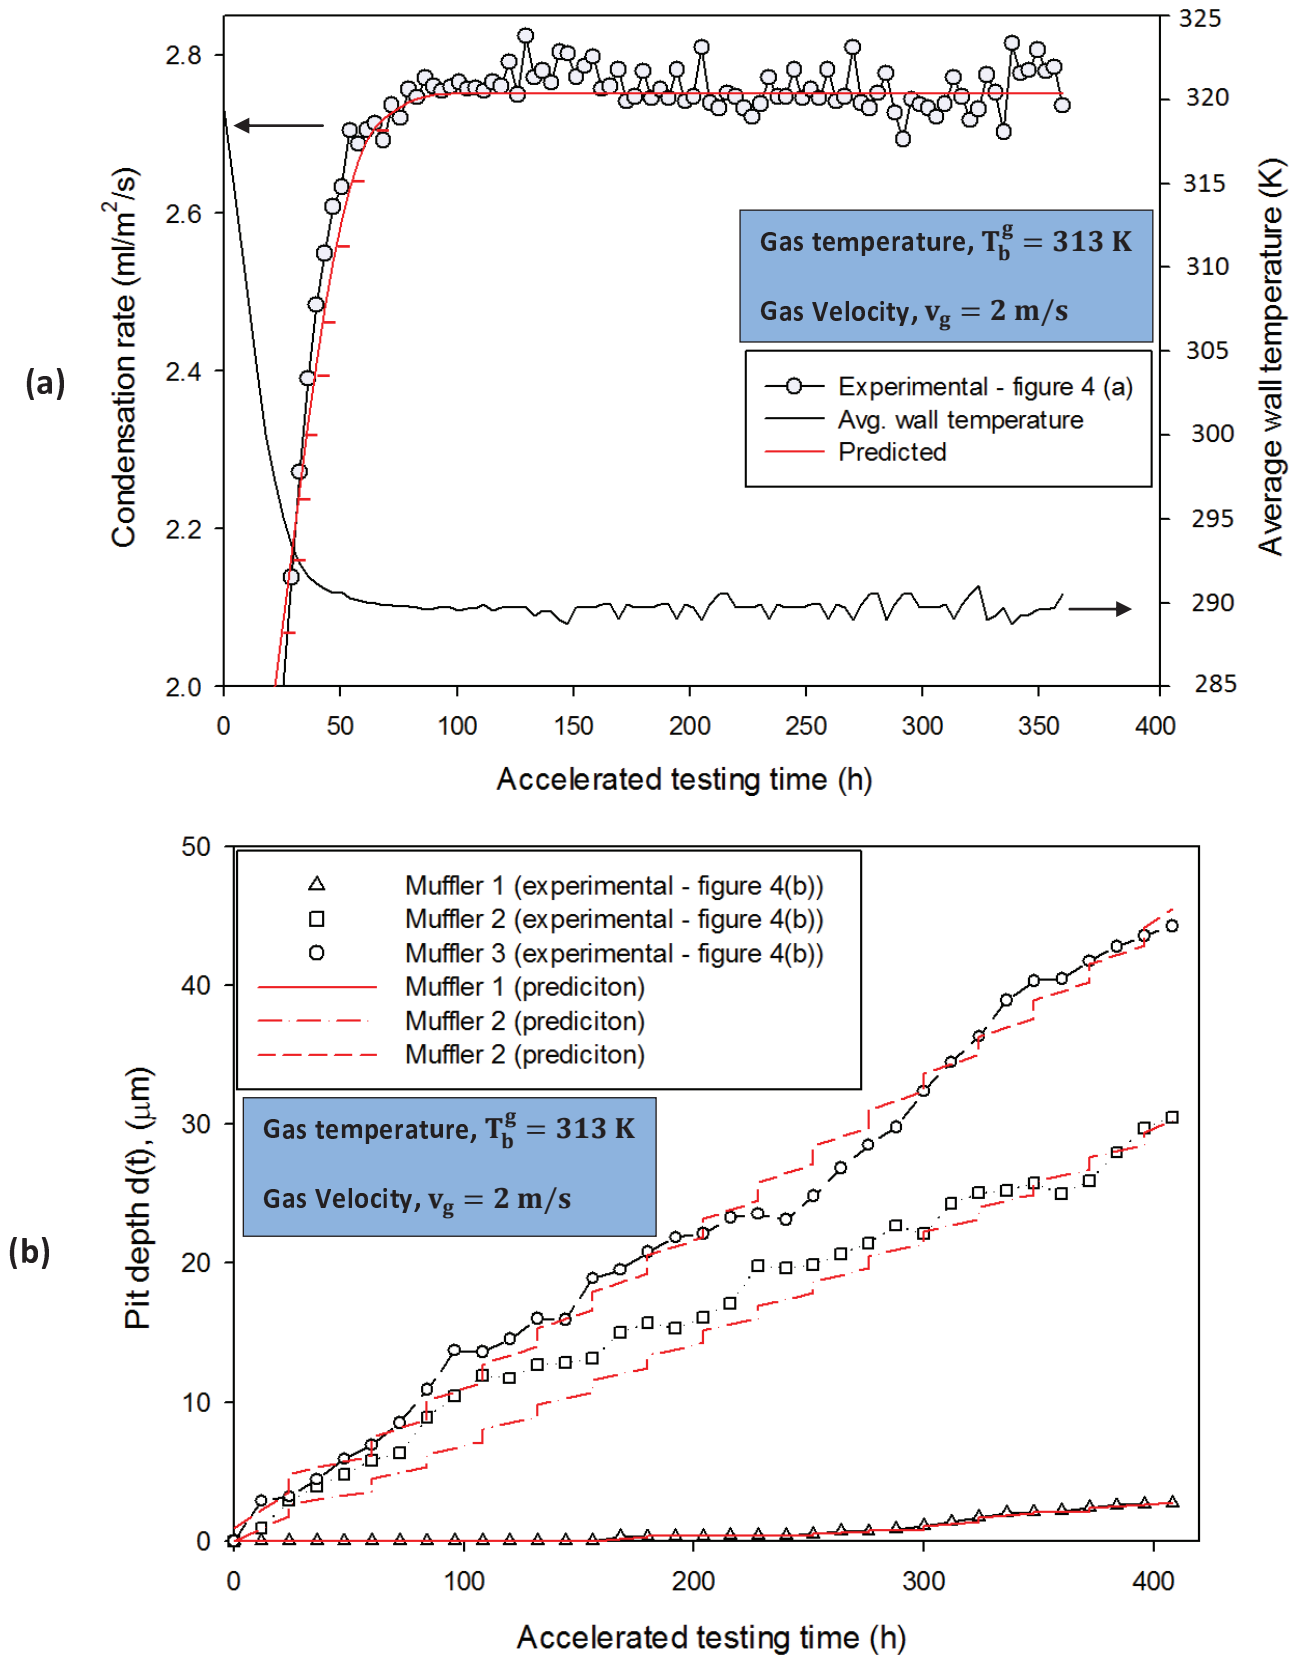 (a)
Condensation rate (ml/m²/s)
2.8
2.6
2.4
2.2
2.0
325
320
315
310
305
300
295
290
285
Average wall temperature (K)
Gas temperature, T_b^g = 313 K
Gas Velocity, v_g = 2 m/s
Experimental - figure 4 (a)
Avg. wall temperature
Predicted
0 50 100 150 200 250 300 350 400
Accelerated testing time (h)
(b)
Pit depth d(t), (μm)
50
40
30
20
10
0
Muffler 1 (experimental - figure 4(b))
Muffler 2 (experimental - figure 4(b))
Muffler 3 (experimental - figure 4(b))
Muffler 1 (prediciton)
Muffler 2 (prediciton)
Muffler 2 (prediciton)
Gas temperature, T_b^g = 313 K
Gas Velocity, v_g = 2 m/s
0 100 200 300 400
Accelerated testing time (h)